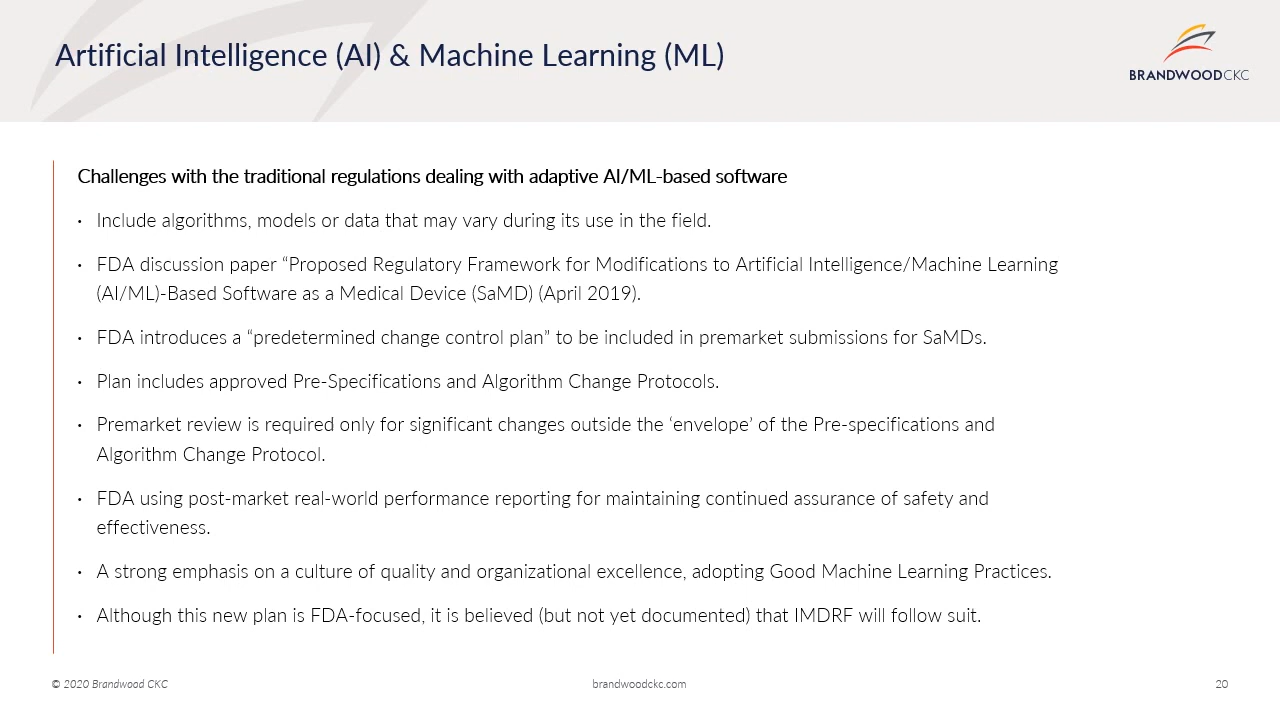 Artificial Intelligence (AI) & Machine Learning (ML)
BRANDWOODCKC
Challenges with the traditional regulations dealing with adaptive AI/ML-based software
• Include algorithms, models or data that may vary during its use in the field.
• FDA discussion paper “Proposed Regulatory Framework for Modifications to Artificial Intelligence/Machine Learning
(AI/ML)-Based Software as a Medical Device (SaMD) (April 2019).
• FDA introduces a “predetermined change control plan” to be included in premarket submissions for SaMDs.
• Plan includes approved Pre-Specifications and Algorithm Change Protocols.
• Premarket review is required only for significant changes outside the ‘envelope’ of the Pre-specifications and
Algorithm Change Protocol.
• FDA using post-market real-world performance reporting for maintaining continued assurance of safety and
effectiveness.
• A strong emphasis on a culture of quality and organizational excellence, adopting Good Machine Learning Practices.
• Although this new plan is FDA-focused, it is believed (but not yet documented) that IMDRF will follow suit.
© 2020 Brandwood CKC
brandwoodckc.com
20